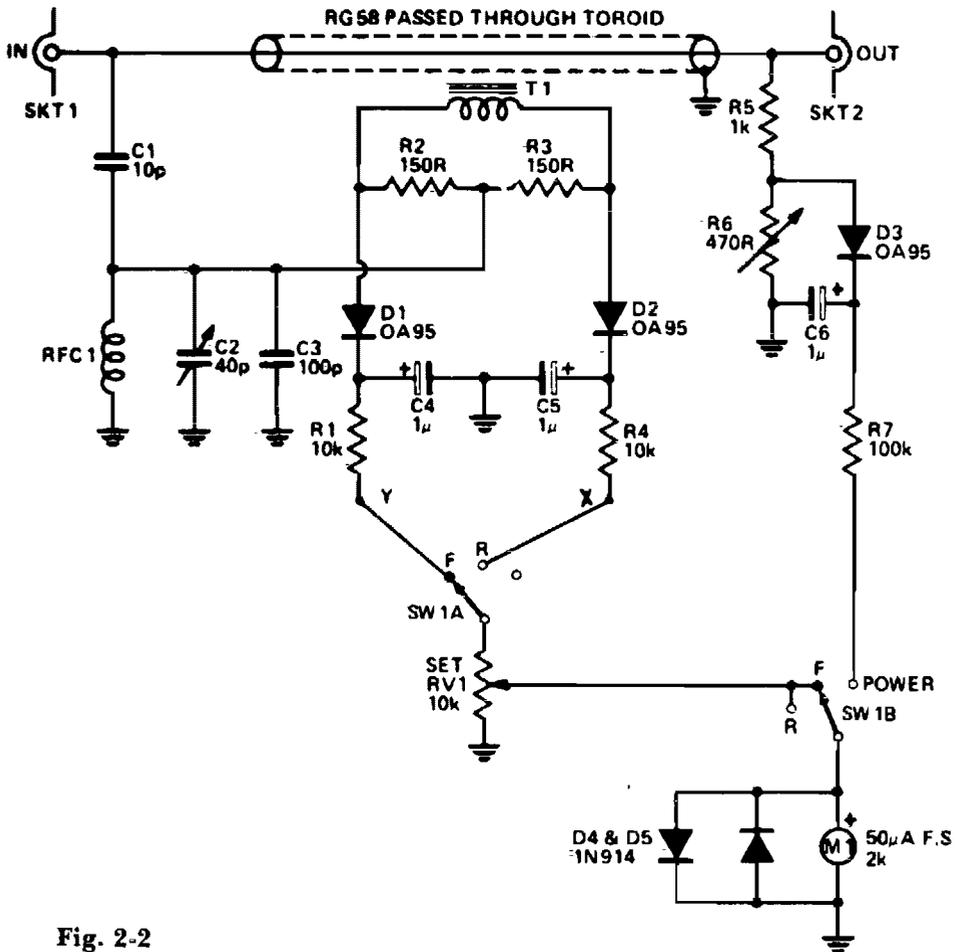 RG58 PASSED THROUGH TOROID
IN
OUT
SKT1
SKT2
T1
R5
1k
R2
150R
R3
150R
C1
10p
R6
470R
D3
OA95
D1
OA95
D2
OA95
RFC1
C2
40p
C3
100p
+
C4
1μ
+
C5
1μ
+
C6
1μ
R1
10k
R4
10k
R7
100k
Y
X
F
R
SW1A
SET
RV1
10k
F
POWER
R
SW1B
D4 & D5
1N914
+
M1
50μA F.S
2k
Fig. 2-2